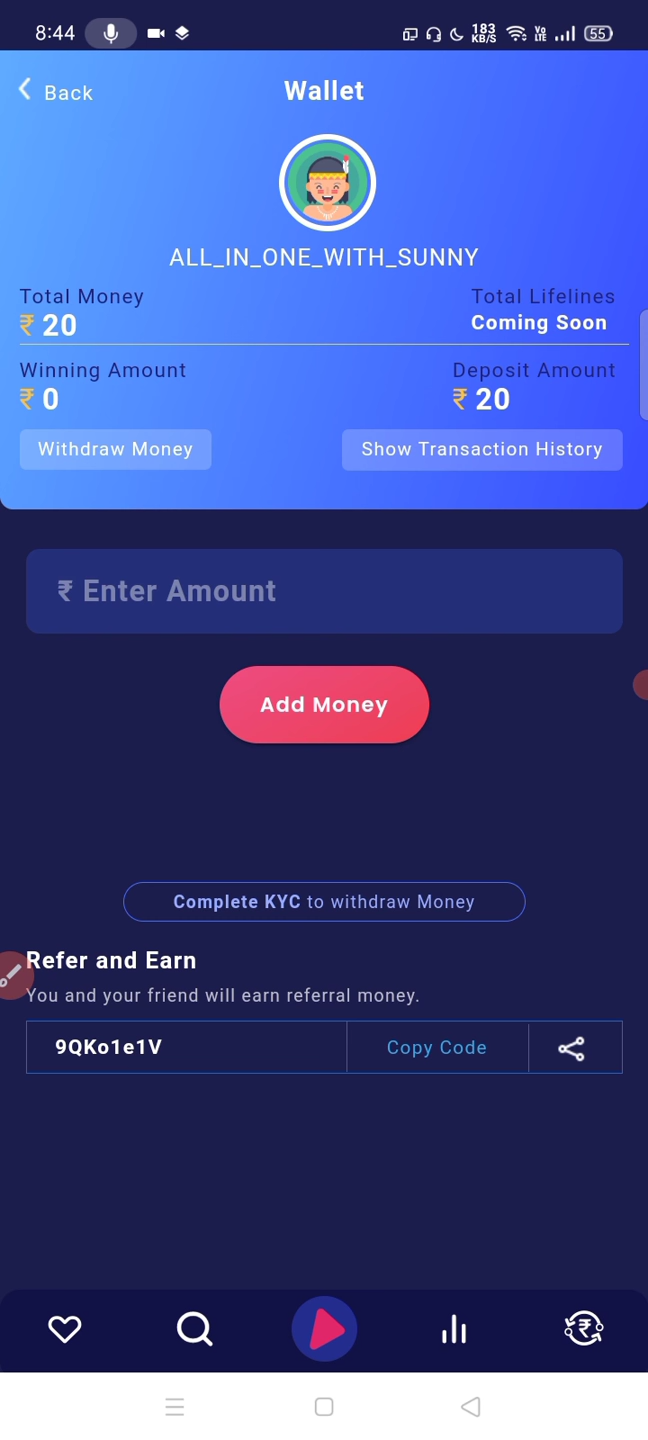 8:44 183 KB/S Vo LTE 55
Back Wallet
ALL_IN_ONE_WITH_SUNNY
Total Money Total Lifelines
₹ 20 Coming Soon
Winning Amount Deposit Amount
₹ 0 ₹ 20
Withdraw Money Show Transaction History
₹ Enter Amount
Add Money
Complete KYC to withdraw Money
Refer and Earn
You and your friend will earn referral money.
9QKo1e1V Copy Code
₹